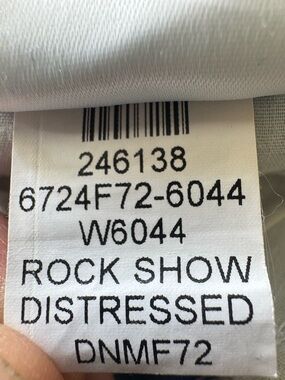 246138
6724F72-6044
W6044
ROCK SHOW
DISTRESSED
DNMF72